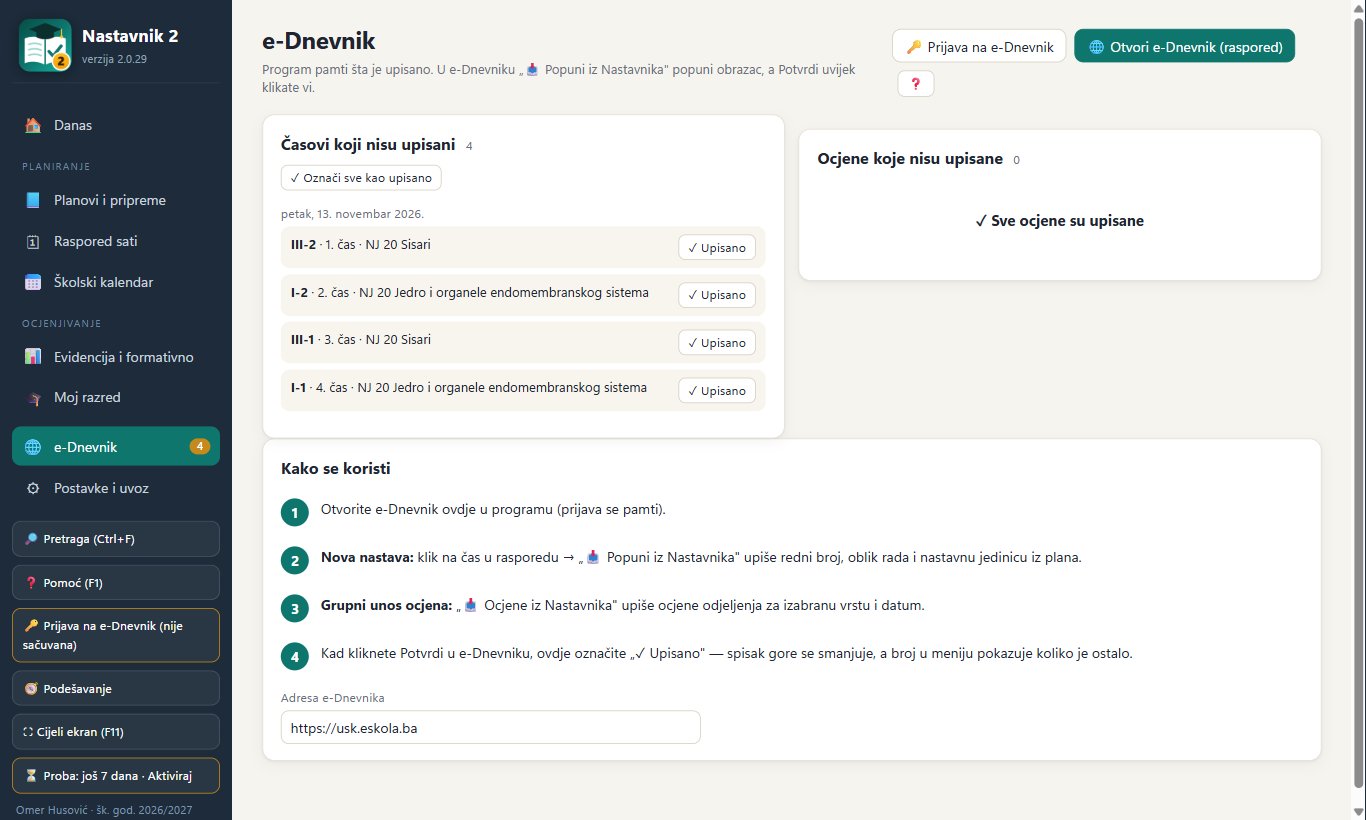 Nastavnik 2
verzija 2.0.29
Danas
PLANIRANJE
Planovi i pripreme
Raspored sati
Školski kalendar
OCJENJIVANJE
Evidencija i formativno
Moj razred
e-Dnevnik 4
Postavke i uvoz
Pretraga (Ctrl+F)
Pomoć (F1)
Prijava na e-Dnevnik (nije
sačuvana)
Podešavanje
Cijeli ekran (F11)
Proba: još 7 dana · Aktiviraj
Omer Husović · šk. god. 2026/2027
e-Dnevnik
Program pamti šta je upisano. U e-Dnevniku „📥 Popuni iz Nastavnika" popuni obrazac, a Potvrdi uvijek
klikate vi.
Prijava na e-Dnevnik
Otvori e-Dnevnik (raspored)
❓
Časovi koji nisu upisani 4
✓ Označi sve kao upisano
petak, 13. novembar 2026.
III-2 · 1. čas · NJ 20 Sisari ✓ Upisano
I-2 · 2. čas · NJ 20 Jedro i organele endomembranskog sistema ✓ Upisano
III-1 · 3. čas · NJ 20 Sisari ✓ Upisano
I-1 · 4. čas · NJ 20 Jedro i organele endomembranskog sistema ✓ Upisano
Ocjene koje nisu upisane 0
✓ Sve ocjene su upisane
Kako se koristi
1 Otvorite e-Dnevnik ovdje u programu (prijava se pamti).
2 Nova nastava: klik na čas u rasporedu → „📥 Popuni iz Nastavnika" upiše redni broj, oblik rada i nastavnu jedinicu iz plana.
3 Grupni unos ocjena: „📥 Ocjene iz Nastavnika" upiše ocjene odjeljenja za izabranu vrstu i datum.
4 Kad kliknete Potvrdi u e-Dnevniku, ovdje označite „✓ Upisano" — spisak gore se smanjuje, a broj u meniju pokazuje koliko je ostalo.
Adresa e-Dnevnika
https://usk.eskola.ba